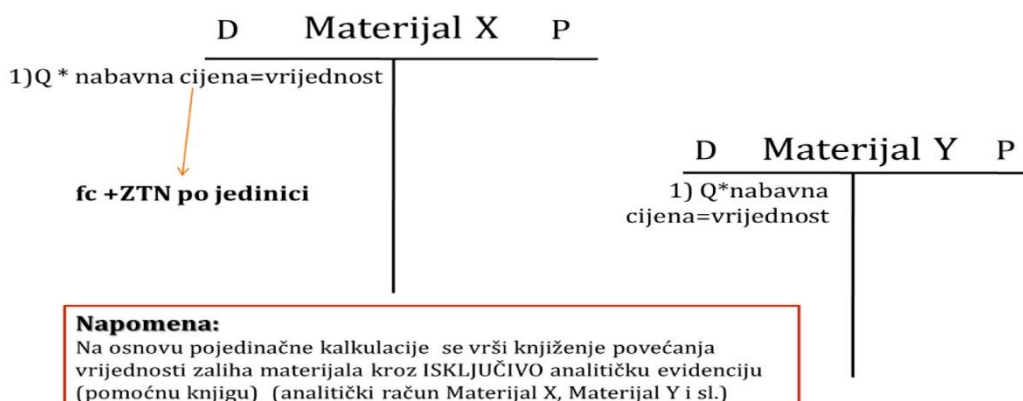 D Materijal X P
1)Q * nabavna cijena=vrijednost
fc +ZTN po jedinici
D Materijal Y P
1) Q*nabavna
cijena=vrijednost
Napomena:
Na osnovu pojedinačne kalkulacije se vrši knjiženje povećanja
vrijednosti zaliha materijala kroz ISKLJUČIVO analitičku evidenciju
(pomoćnu knjigu) (analitički račun Materijal X, Materijal Y i sl.)